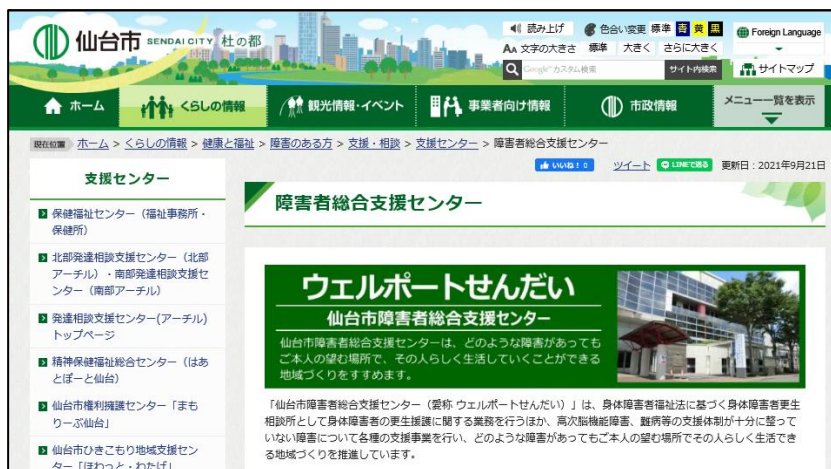 仙台市 SENDAI CITY 杜の都
読み上げ 色合い変更 標準 青 黄 黒 Foreign Language
AA 文字の大きさ 標準 大きく さらに大きく
Google カスタム検索 サイト内検索 サイトマップ
ホーム くらしの情報 観光情報・イベント 事業者向け情報 市政情報 メニュー一覧を表示
現在位置 ホーム > くらしの情報 > 健康と福祉 > 障害のある方 > 支援・相談 > 支援センター > 障害者総合支援センター
いいね！0 ツイート LINEで送る 更新日：2021年9月21日
支援センター
保健福祉センター（福祉事務所・
保健所）
北部発達相談支援センター（北部
アーチル）・南部発達相談支援セ
ンター（南部アーチル）
発達相談支援センター(アーチル)
トップページ
精神保健福祉総合センター（はあ
とぽーと仙台）
仙台市権利擁護センター「まも
りーぶ仙台」
仙台市ひきこもり地域支援セン
ター「ほわっと・わたげ」
障害者総合支援センター
ウェルポートせんだい
仙台市障害者総合支援センター
仙台市障害者総合支援センターは、どのような障害があっても
ご本人の望む場所で、その人らしく生活していくことができる
地域づくりをすすめます。
「仙台市障害者総合支援センター（愛称 ウェルポートせんだい）」は、身体障害者福祉法に基づく身体障害者更生
相談所として身体障害者の更生援護に関する業務を行うほか、高次脳機能障害、難病等の支援体制が十分に整って
いない障害について各種の支援事業を行い、どのような障害があってもご本人の望む場所でその人らしく生活でき
る地域づくりを推進しています。